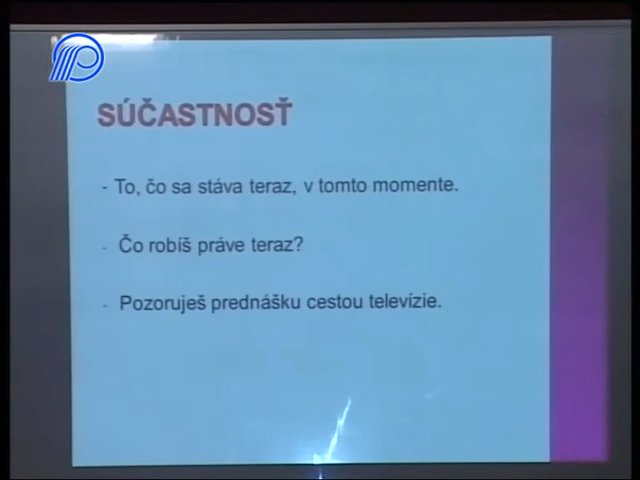 SÚČASTNOSŤ
- To, čo sa stáva teraz, v tomto momente.
- Čo robíš práve teraz?
- Pozoruješ prednášku cestou televízie.